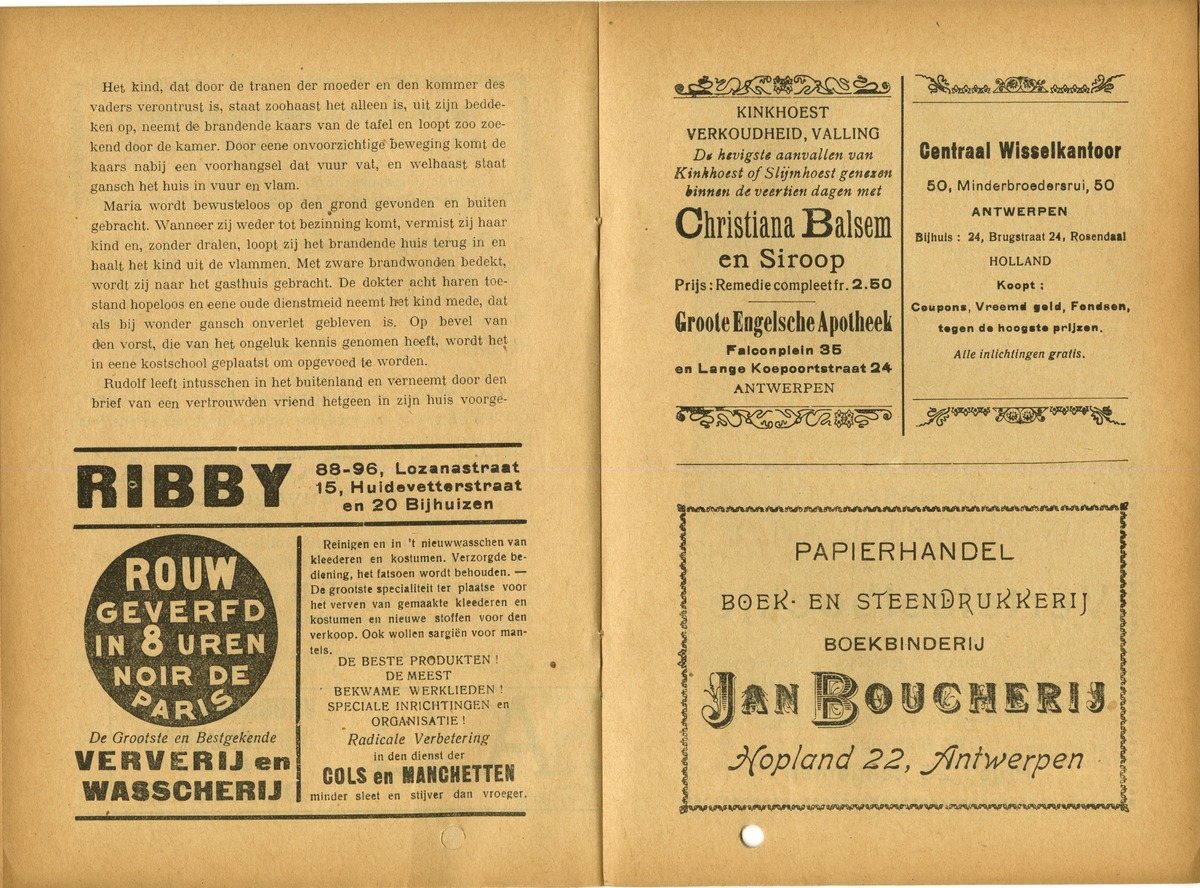 Het kind, dat door de tranen der moeder en den kommer des
vaders verontrust is, staat zoohaast het alleen is, uit zijn bedde-
ken op, neemt de brandende kaars van de tafel en loopt zoo zoe-
kend door de kamer. Door eene onvoorzichtige beweging komt de
kaars nabij een voorhangsel dat vuur vat, en welhaast staat
gansch het huis in vuur en vlam.
Maria wordt bewusteloos op den grond gevonden en buiten
gebracht. Wanneer zij weder tot bezinning komt, vermist zij haar
kind en, zonder dralen, loopt zij het brandende huis terug in en
haalt het kind uit de vlammen. Met zware brandwonden bedekt,
wordt zij naar het gasthuis gebracht. De dokter acht haren toe-
stand hopeloos en eene oude dienstmeid neemt het kind mede, dat
als bij wonder gansch onverlet gebleven is. Op bevel van
den vorst, die van het ongeluk kennis genomen heeft, wordt het
in eene kostschool geplaatst om opgevoed te worden.
Rudolf leeft intusschen in het buitenland en verneemt door den
brief van een vertrouwden vriend hetgeen in zijn huis voorge-
RIBBY
88-96, Lozanastraat
15, Huidevetterstraat
en 20 Bijhuizen
ROUW
GEVERFD
IN 8 UREN
NOIR DE
PARIS
De Grootste en Bestgekende
VERVERIJ en
WASSCHERIJ
Reinigen en in 't nieuwwasschen van
kleederen en kostumen. Verzorgde be-
diening, het fatsoen wordt behouden. —
De grootste specialiteit ter plaatse voor
het verven van gemaakte kleederen en
kostumen en nieuwe stoffen voor den
verkoop. Ook wollen sargiën voor man-
tels.
DE BESTE PRODUKTEN !
DE MEEST
BEKWAME WERKLIEDEN !
SPECIALE INRICHTINGEN en
ORGANISATIE !
Radicale Verbetering
in den dienst der
COLS en MANCHETTEN
minder sleet en stijver dan vroeger.
KINKHOEST
VERKOUDHEID, VALLING
De hevigste aanvallen van
Kinkhoest of Slijmhoest genezen
binnen de veertien dagen met
Christiana Balsem
en Siroop
Prijs : Remedie compleet fr. 2.50
Groote Engelsche Apotheek
Falconplein 35
en Lange Koepoortstraat 24
ANTWERPEN
Centraal Wisselkantoor
50, Minderbroedersrui, 50
ANTWERPEN
Bijhuis : 24, Brugstraat 24, Rosendaal
HOLLAND
Koopt :
Coupons, Vreemd geld, Fondsen,
tegen de hoogste prijzen.
Alle inlichtingen gratis.
PAPIERHANDEL
BOEK- EN STEENDRUKKERIJ
BOEKBINDERIJ
JAN BOUCHERIJ
Hopland 22, Antwerpen